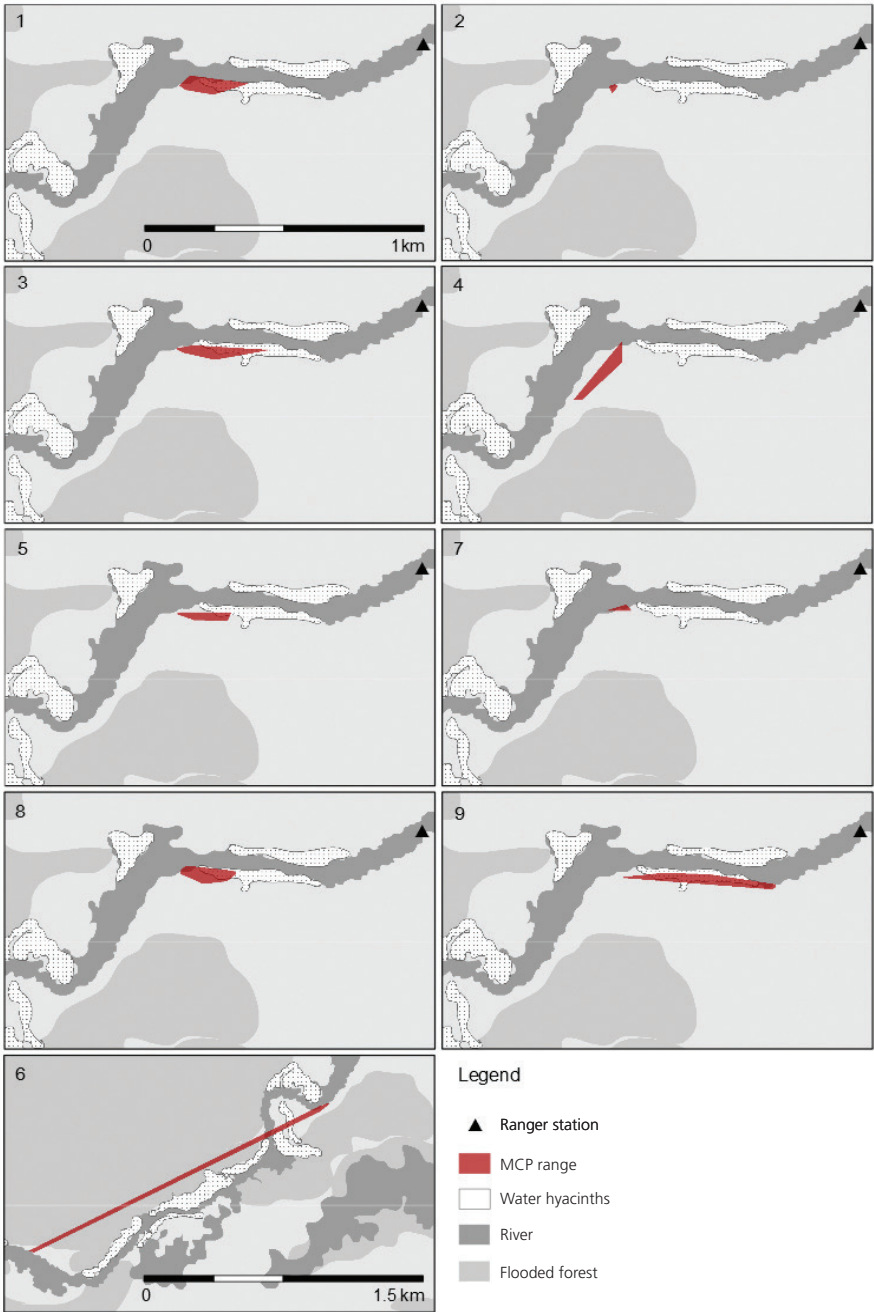 1
2
0 1km
3
4
5
7
8
9
6
0 1.5 km
Legend
Ranger station
MCP range
Water hyacinths
River
Flooded forest